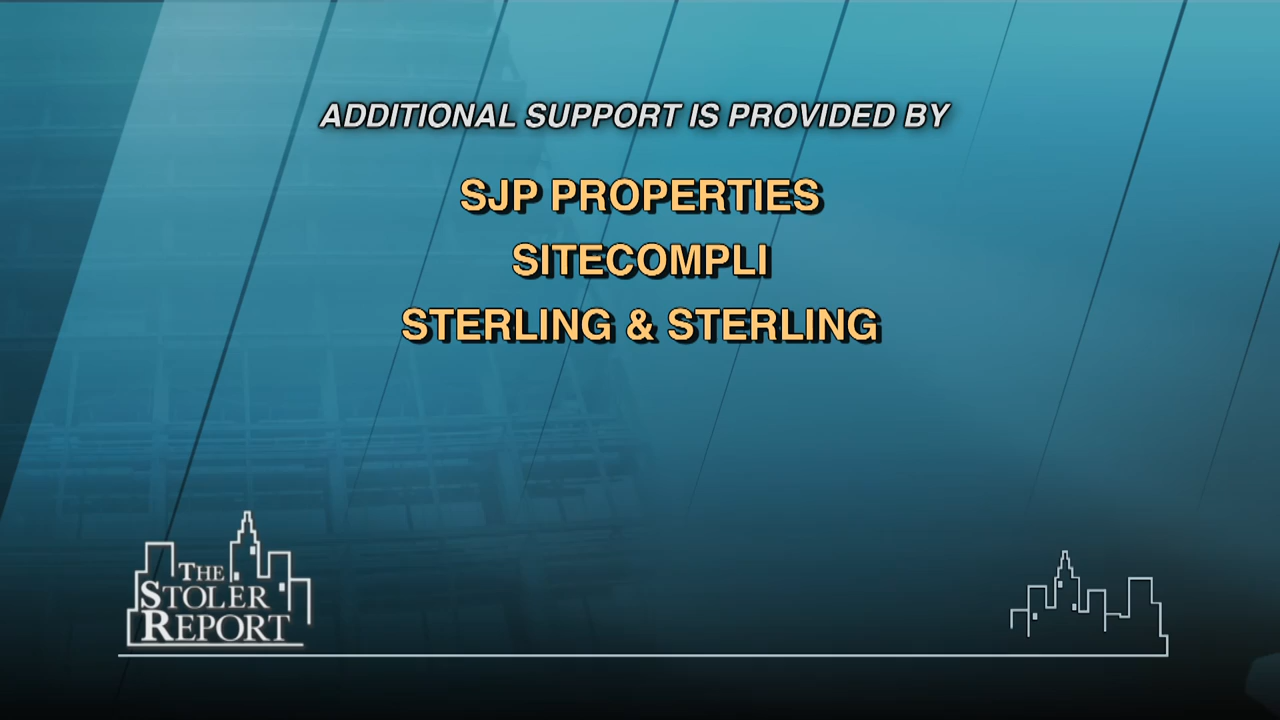 ADDITIONAL SUPPORT IS PROVIDED BY
SJP PROPERTIES
SITECOMPLI
STERLING & STERLING
THE
STOLER
REPORT